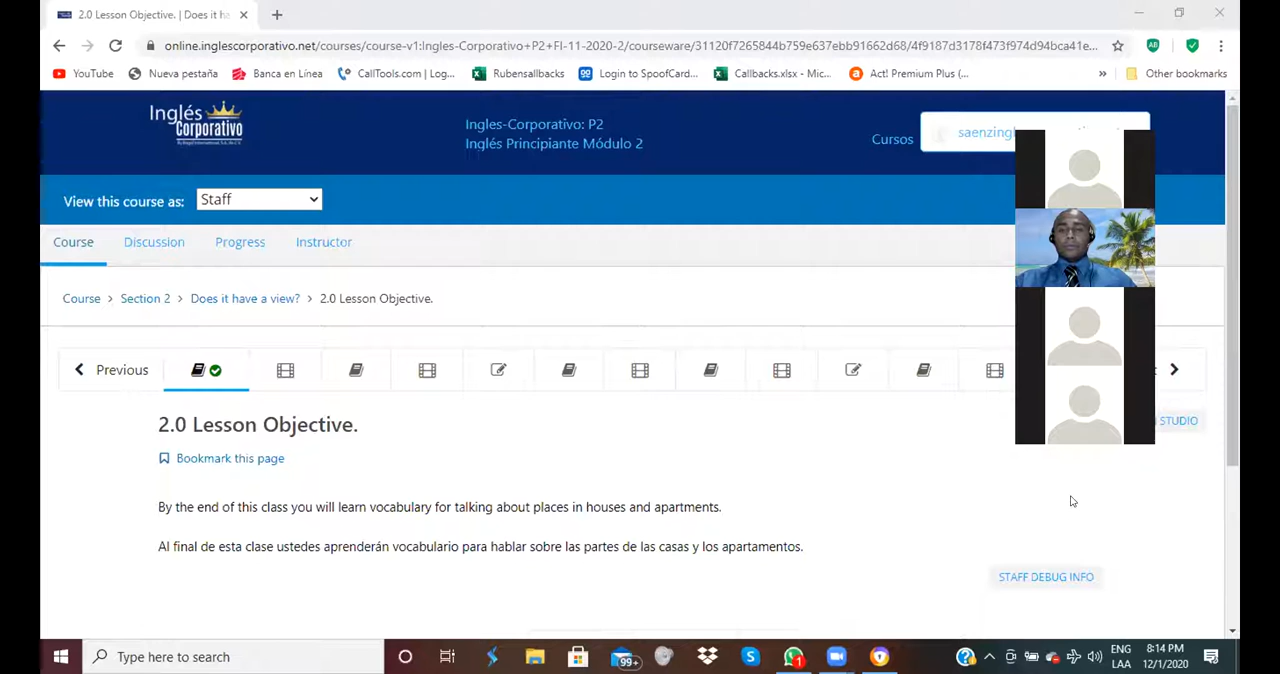 2.0 Lesson Objective. | Does it ha
online.inglescorporativo.net/courses/course-v1:Ingles-Corporativo+P2+FI-11-2020-2/courseware/31120f7265844b759e637ebb91662d68/4f9187d3178f473f974d94bca41e...
YouTube
Nueva pestaña
Banca en Línea
CallTools.com | Log...
Rubensallbacks
Login to SpoofCard...
Callbacks.xlsx - Mic...
Act! Premium Plus (...
»
Other bookmarks
Inglés
Corporativo
Ingles-Corporativo: P2
Inglés Principiante Módulo 2
Cursos
View this course as:
Staff
Course
Discussion
Progress
Instructor
Course > Section 2 > Does it have a view? > 2.0 Lesson Objective.
Previous
2.0 Lesson Objective.
STUDIO
Bookmark this page
By the end of this class you will learn vocabulary for talking about places in houses and apartments.
Al final de esta clase ustedes aprenderán vocabulario para hablar sobre las partes de las casas y los apartamentos.
STAFF DEBUG INFO
Type here to search
99+
1
ENG
LAA
8:14 PM
12/1/2020